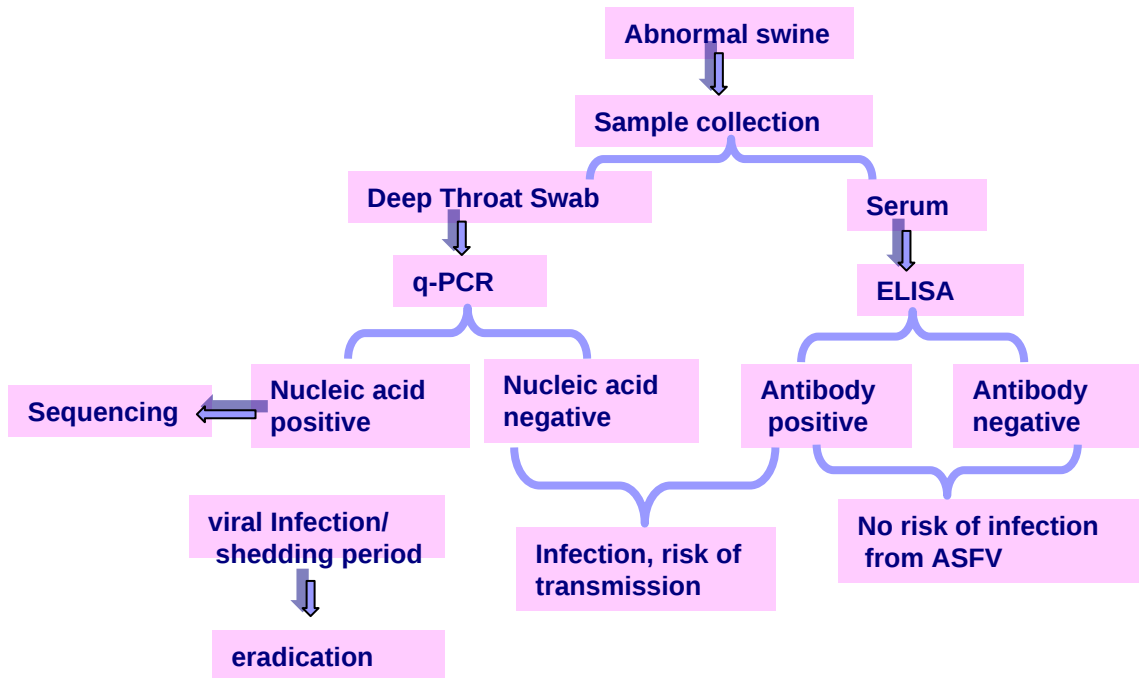 Abnormal swine
Sample collection
Deep Throat Swab
Serum
q-PCR
ELISA
Sequencing
Nucleic acid
positive
Nucleic acid
negative
Antibody
positive
Antibody
negative
viral Infection/
shedding period
Infection, risk of
transmission
No risk of infection
from ASFV
eradication